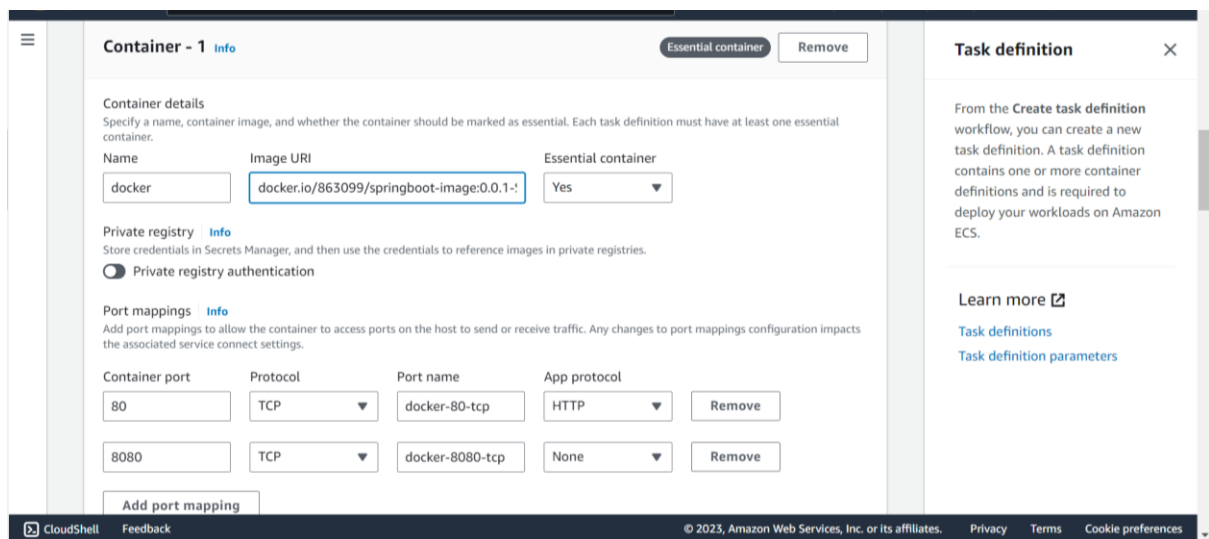 Container - 1 Info
Essential container
Remove
Container details
Specify a name, container image, and whether the container should be marked as essential. Each task definition must have at least one essential
container.
Name Image URI Essential container
docker docker.io/863099/springboot-image:0.0.1- Yes
Private registry Info
Store credentials in Secrets Manager, and then use the credentials to reference images in private registries.
Private registry authentication
Port mappings Info
Add port mappings to allow the container to access ports on the host to send or receive traffic. Any changes to port mappings configuration impacts
the associated service connect settings.
Container port Protocol Port name App protocol
80 TCP docker-80-tcp HTTP Remove
8080 TCP docker-8080-tcp None Remove
Add port mapping
Task definition
From the Create task definition
workflow, you can create a new
task definition. A task definition
contains one or more container
definitions and is required to
deploy your workloads on Amazon
ECS.
Learn more
Task definitions
Task definition parameters
CloudShell Feedback © 2023, Amazon Web Services, Inc. or its affiliates. Privacy Terms Cookie preferences